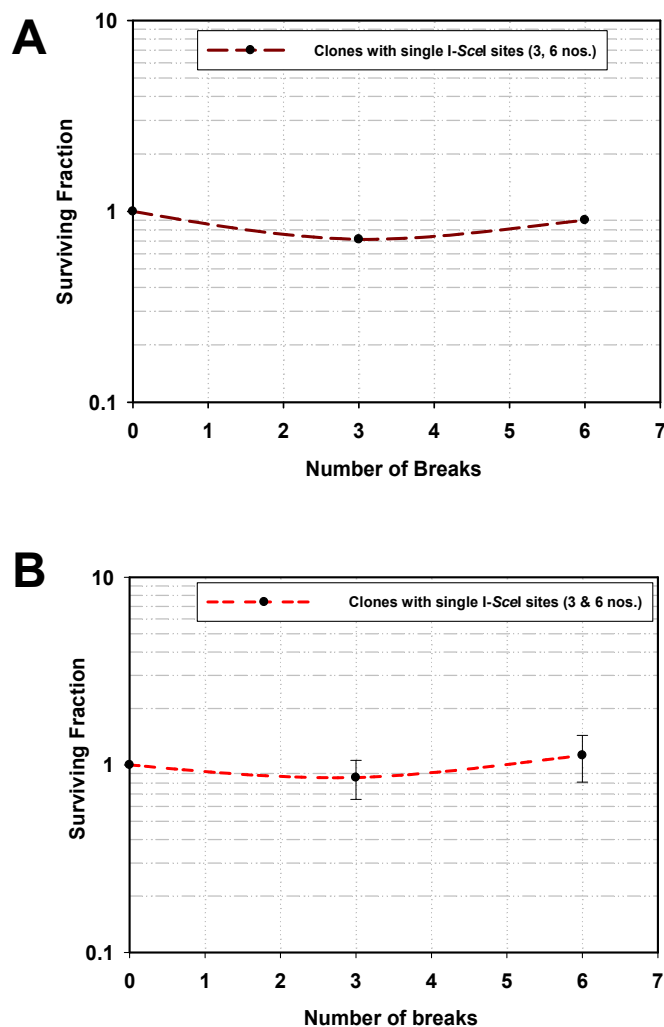 A
10
Clones with single I-SceI sites (3, 6 nos.)
Surviving Fraction
1
0.1
0 1 2 3 4 5 6 7
Number of Breaks
B
10
Clones with single I-SceI sites (3 & 6 nos.)
Surviving Fraction
1
0.1
0 1 2 3 4 5 6 7
Number of breaks